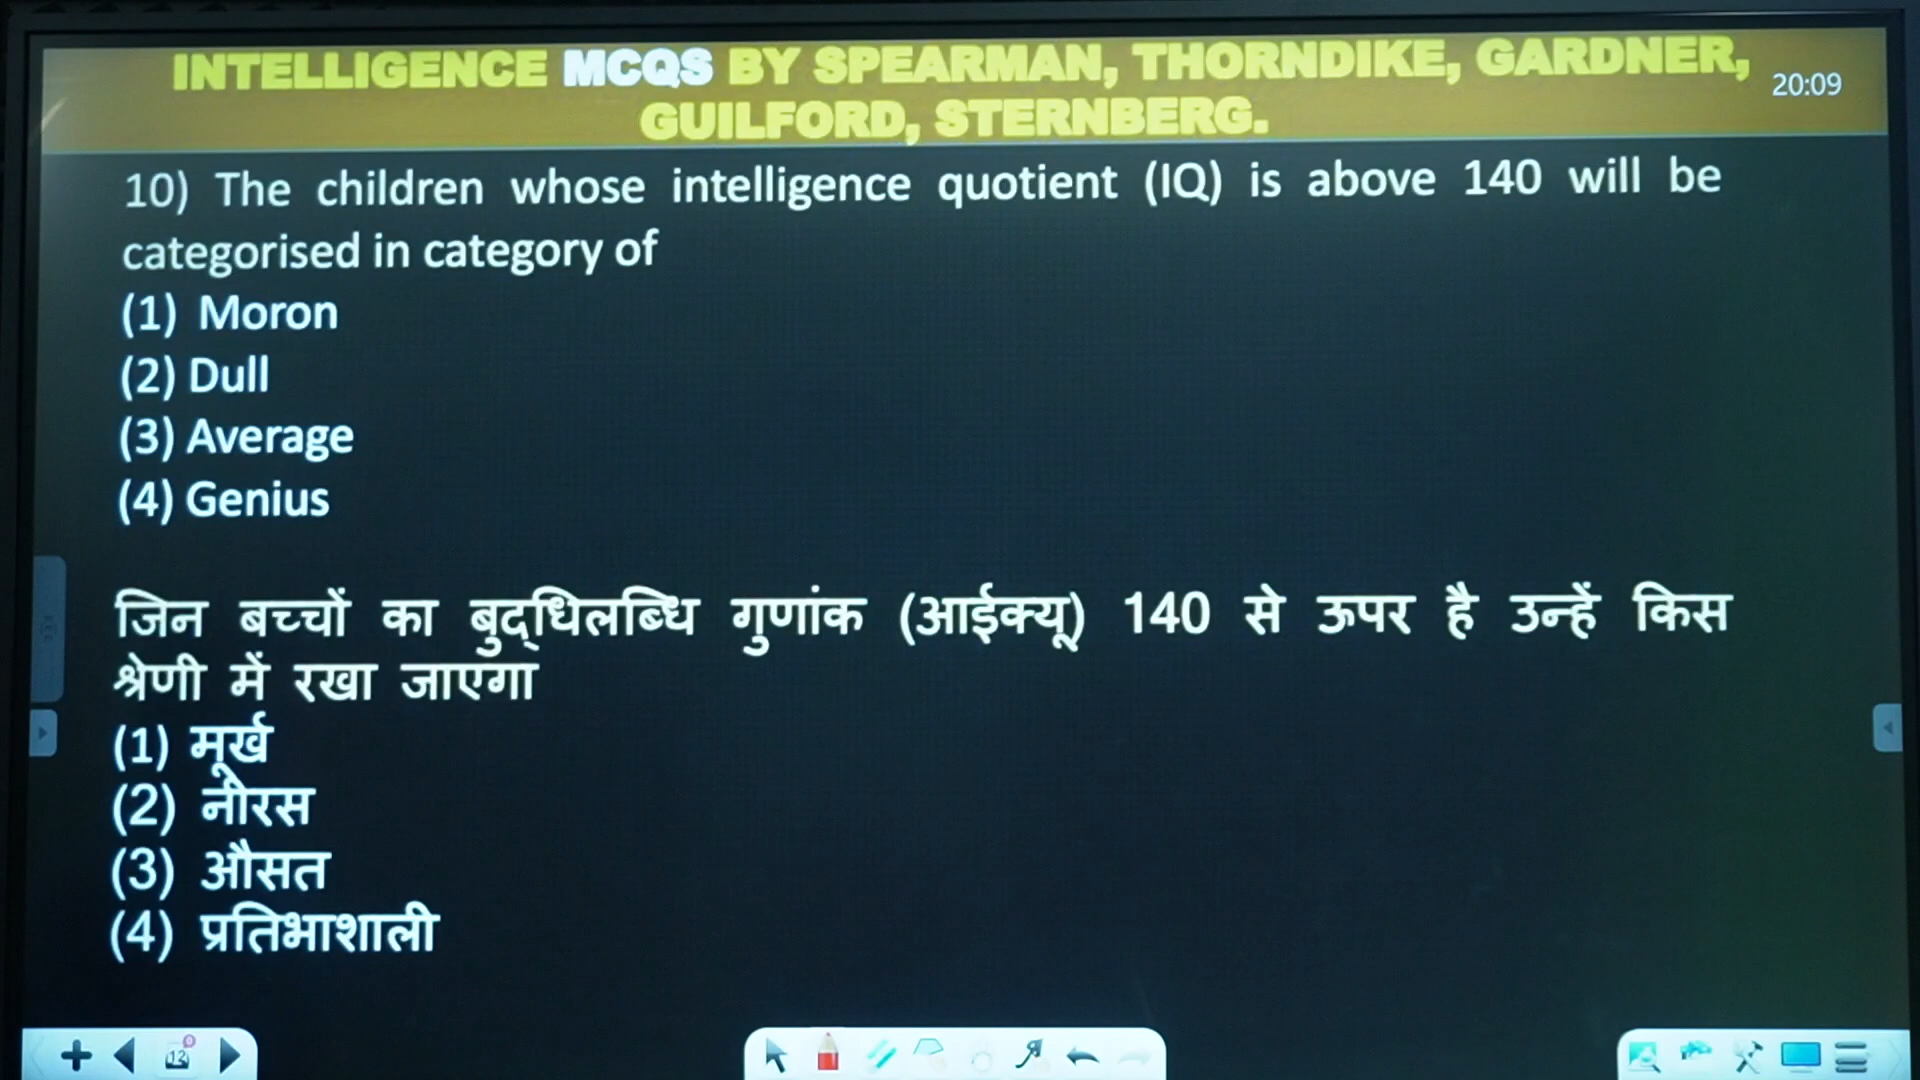 INTELLIGENCE MCQS BY SPEARMAN, THORNDIKE, GARDNER,
GUILFORD, STERNBERG.
20:09
10) The children whose intelligence quotient (IQ) is above 140 will be
categorised in category of
(1) Moron
(2) Dull
(3) Average
(4) Genius
जिन बच्चों का बुद्धिलब्धि गुणांक (आईक्यू) 140 से ऊपर है उन्हें किस
श्रेणी में रखा जाएगा
(1) मूर्ख
(2) नीरस
(3) औसत
(4) प्रतिभाशाली
12
0